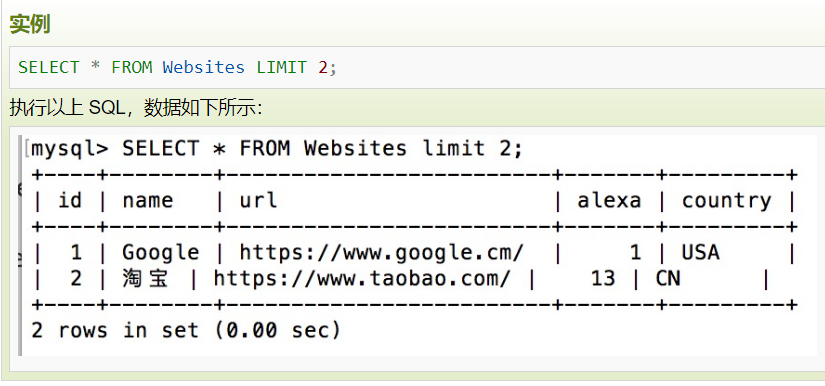 实例
SELECT * FROM Websites LIMIT 2;
执行以上 SQL，数据如下所示：
mysql> SELECT * FROM Websites limit 2;
+----+--------+-------------------------+-------+---------+
| id | name   | url                     | alexa | country |
+----+--------+-------------------------+-------+---------+
|  1 | Google | https://www.google.cm/  |     1 | USA     |
|  2 | 淘宝 | https://www.taobao.com/ |    13 | CN      |
+----+--------+-------------------------+-------+---------+
2 rows in set (0.00 sec)